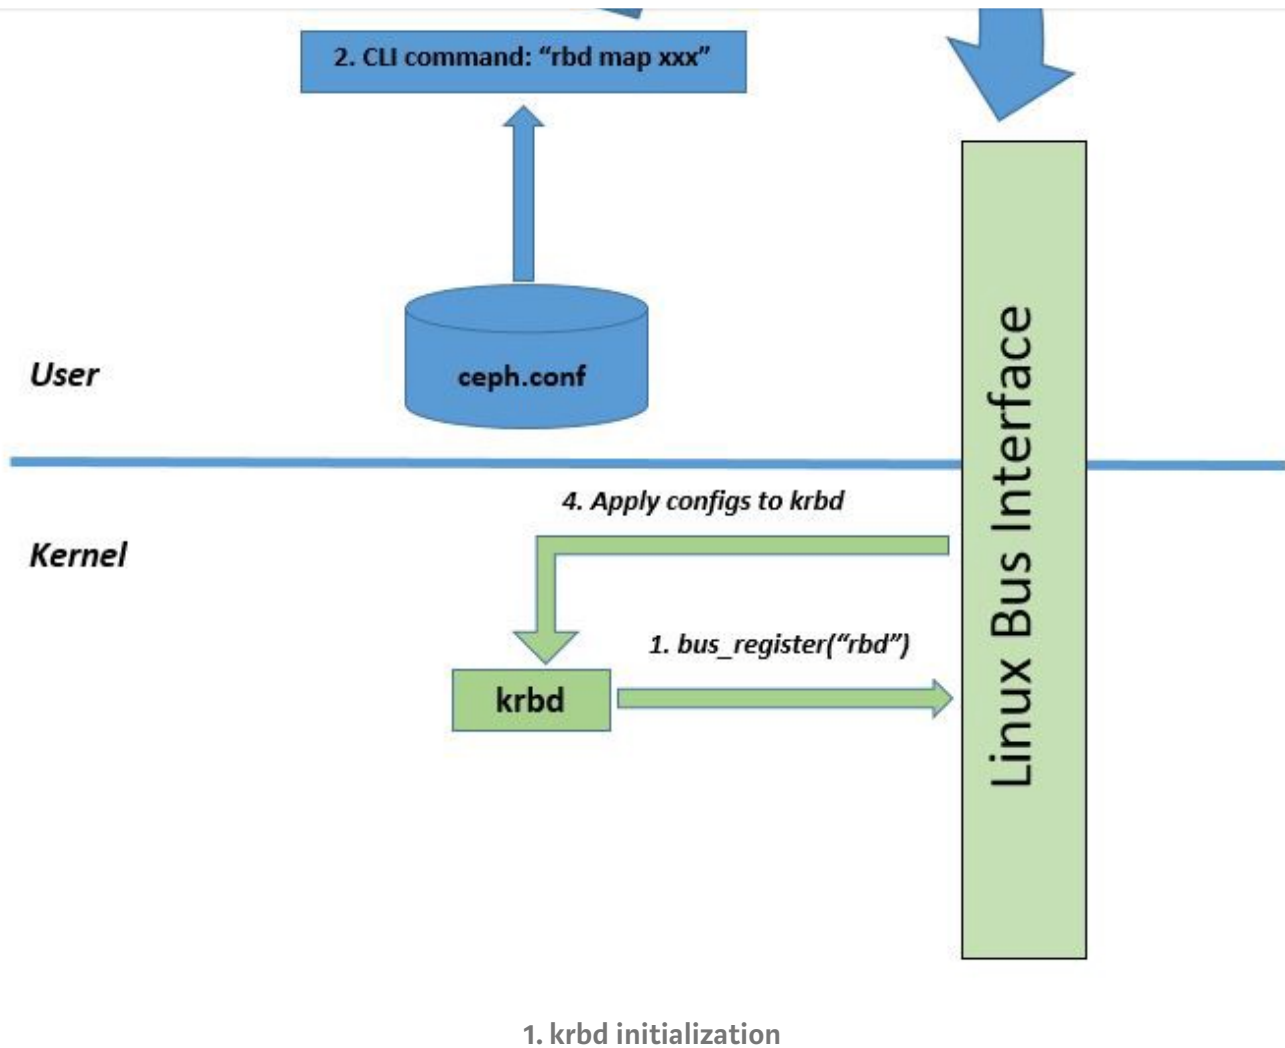 2. CLI command: “rbd map xxx”
ceph.conf
User
Linux Bus Interface
4. Apply configs to krbd
Kernel
1. bus_register(“rbd”)
krbd
1. krbd initialization